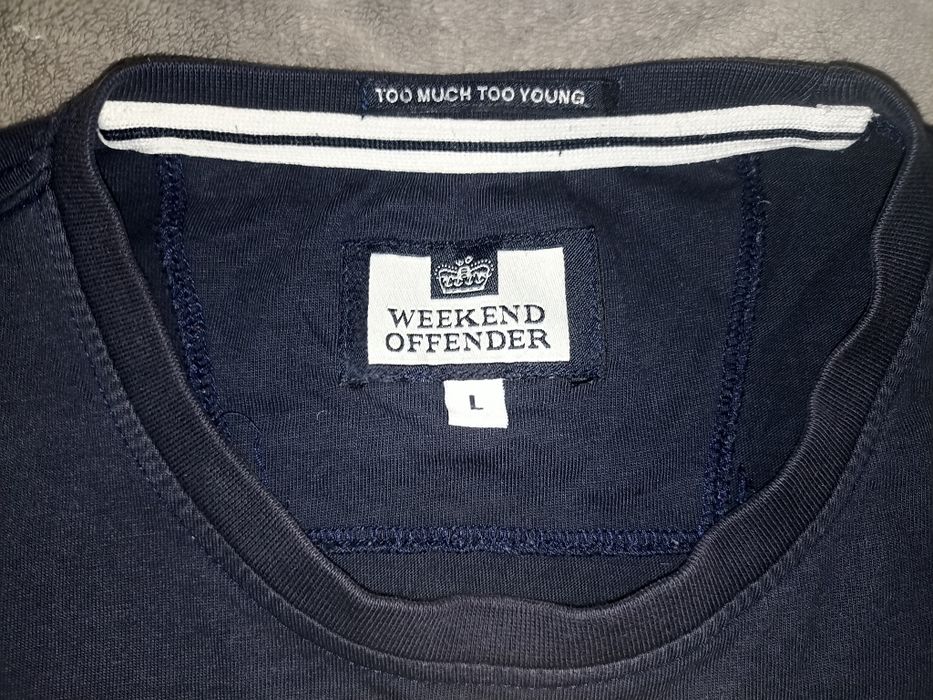 TOO MUCH TOO YOUNG
WEEKEND
OFFENDER
L